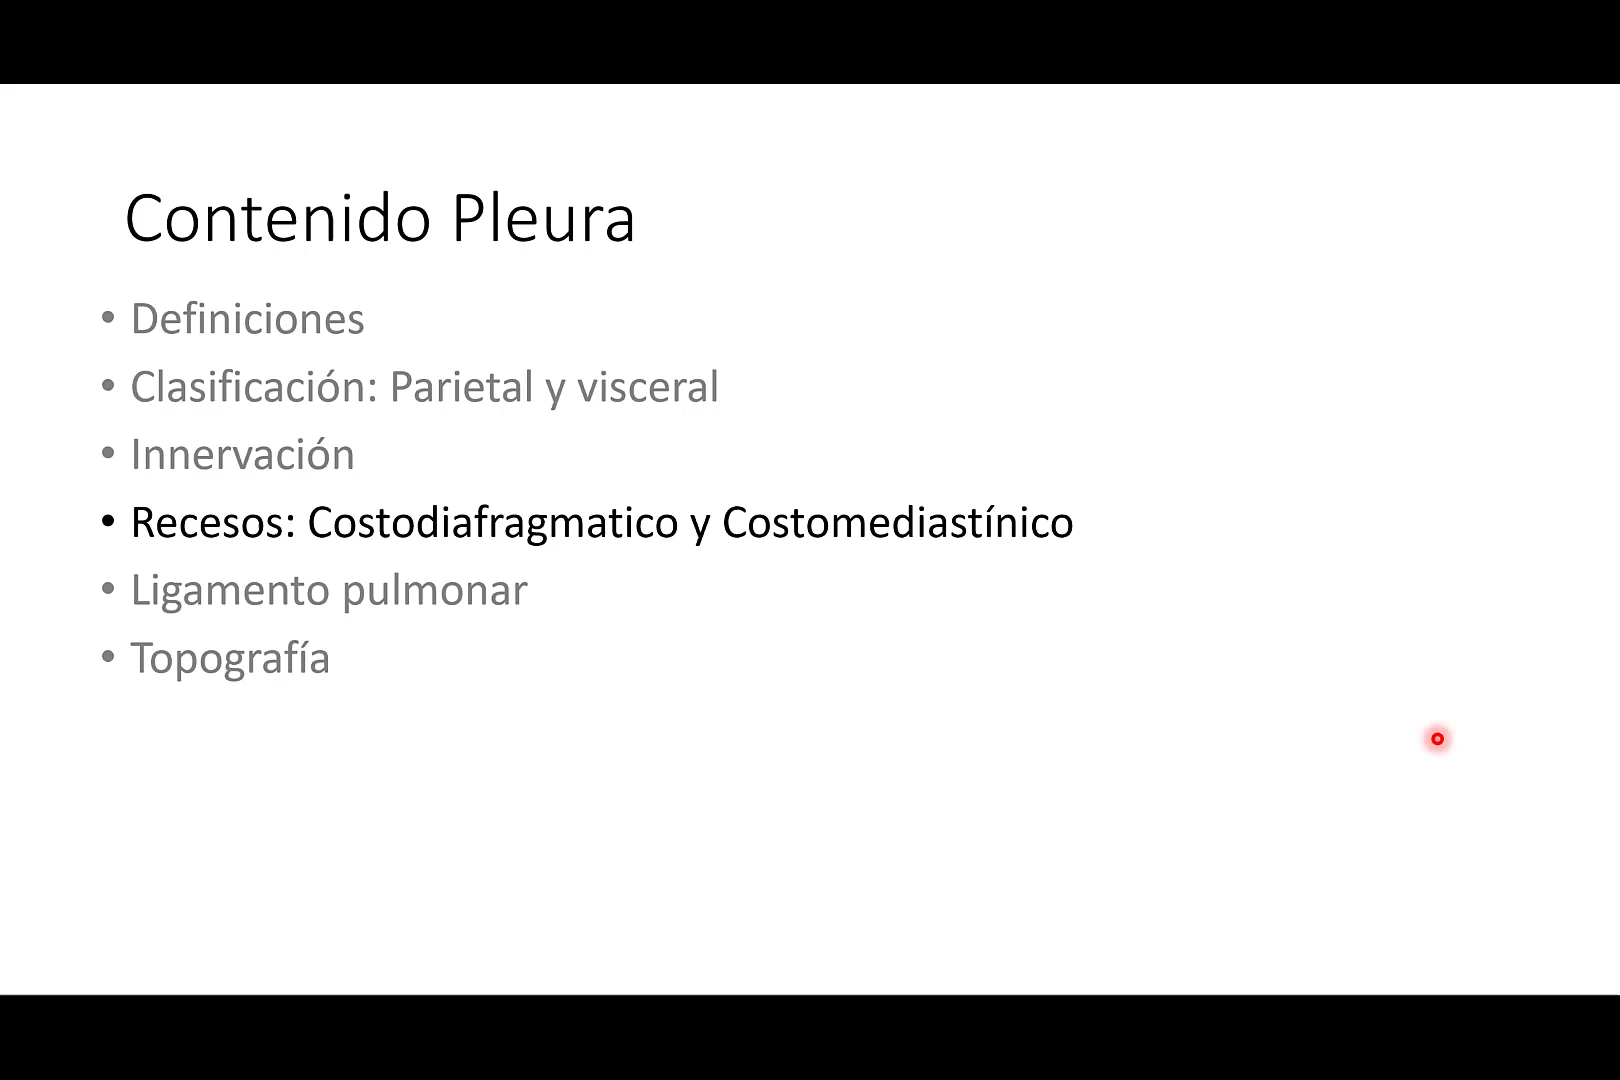 Contenido Pleura
• Definiciones
• Clasificación: Parietal y visceral
• Innervación
• Recesos: Costodiafragmatico y Costomediastínico
• Ligamento pulmonar
• Topografía